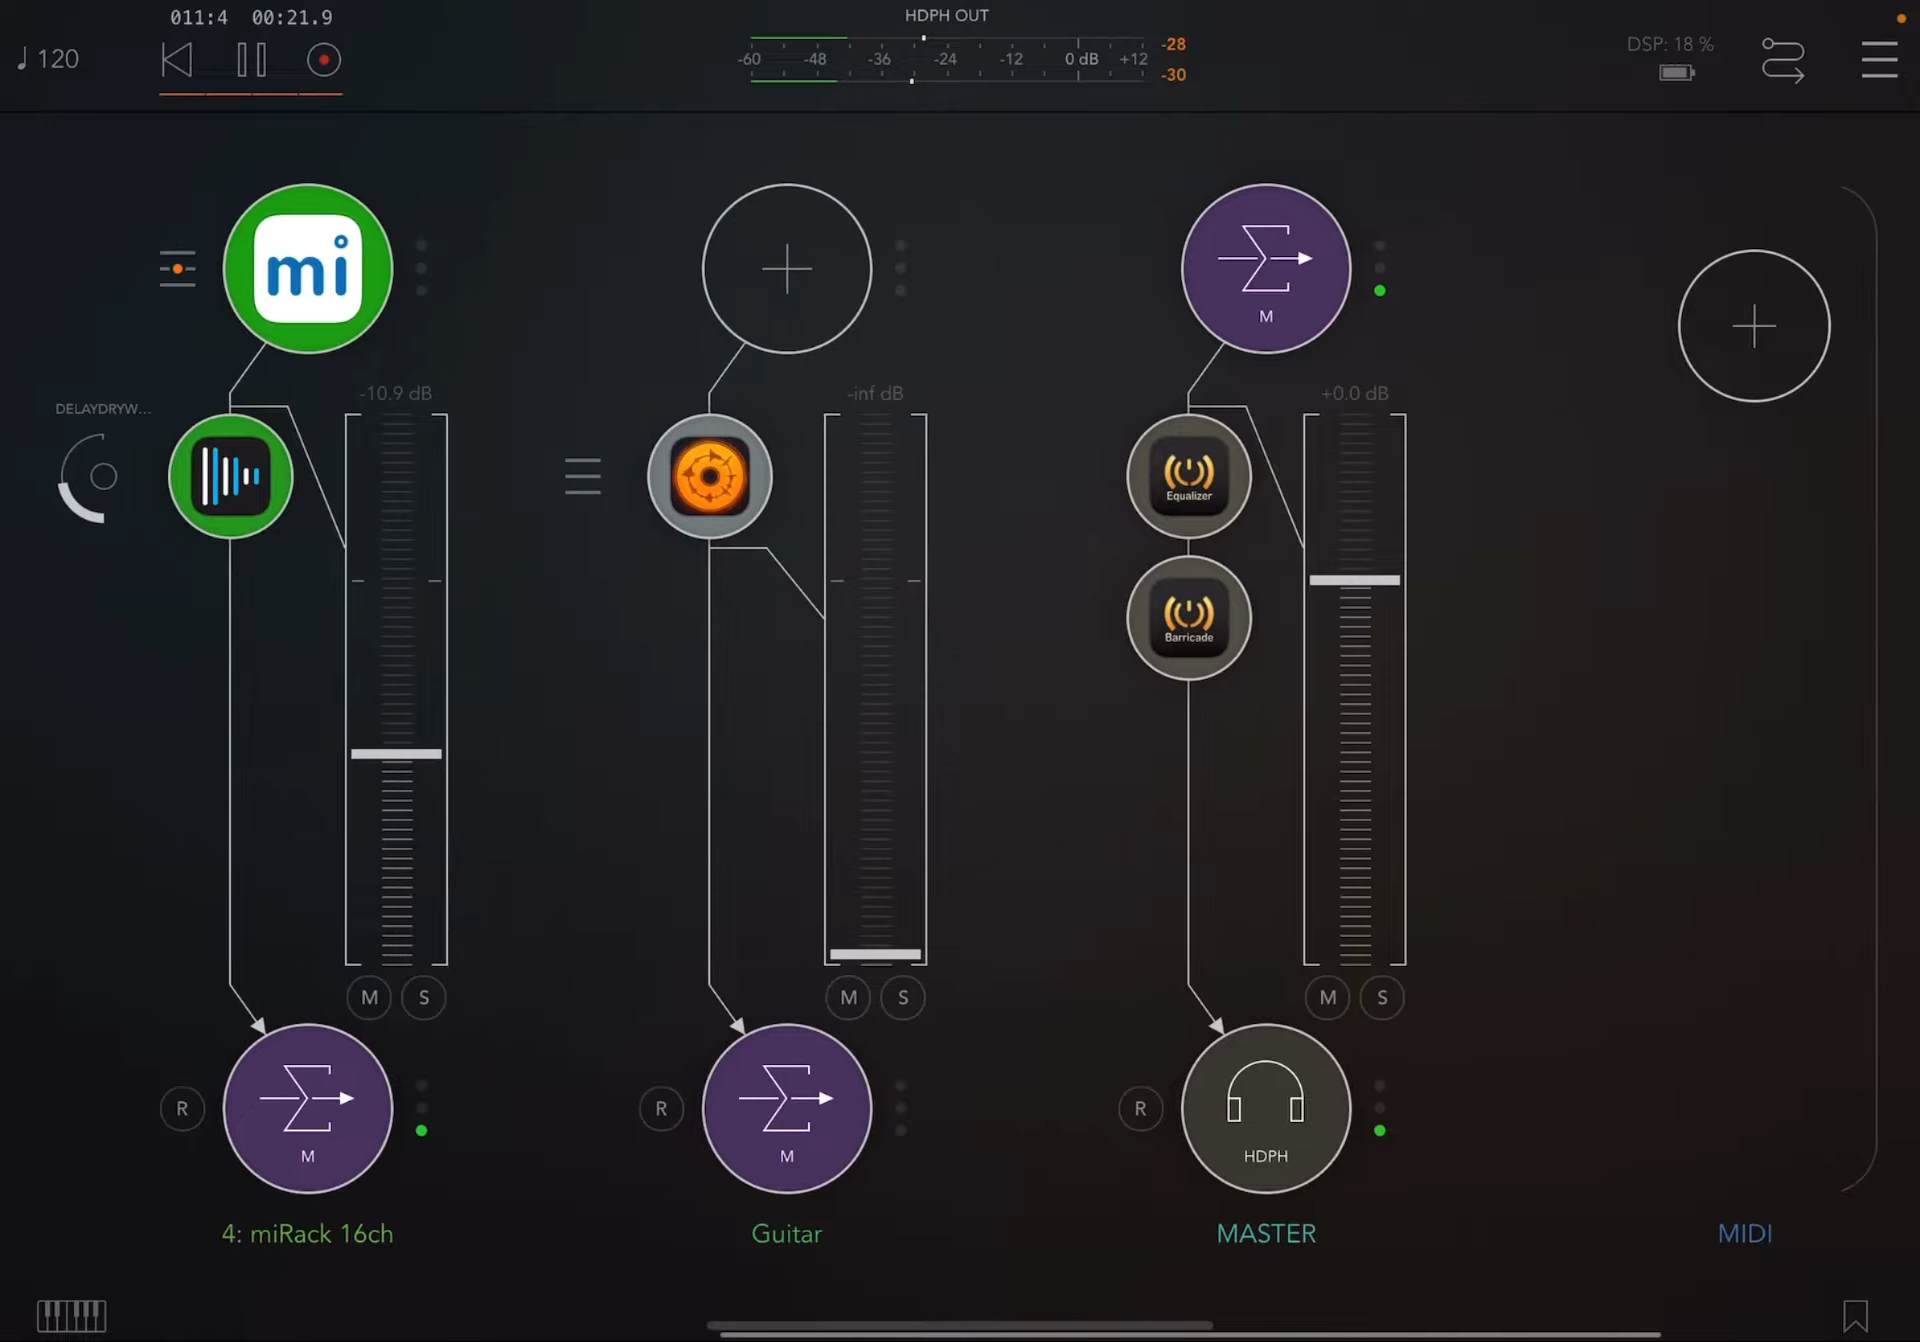 011:4 00:21.9
120
HDPH OUT
-60 -48 -36 -24 -12 0 dB +12
-28
-30
DSP: 18 %
mi
M
-10.9 dB
-inf dB
+0.0 dB
DELAYDRYW...
Equalizer
Barricade
M S
M S
M S
R
M
R
M
R
HDPH
4: miRack 16ch
Guitar
MASTER
MIDI